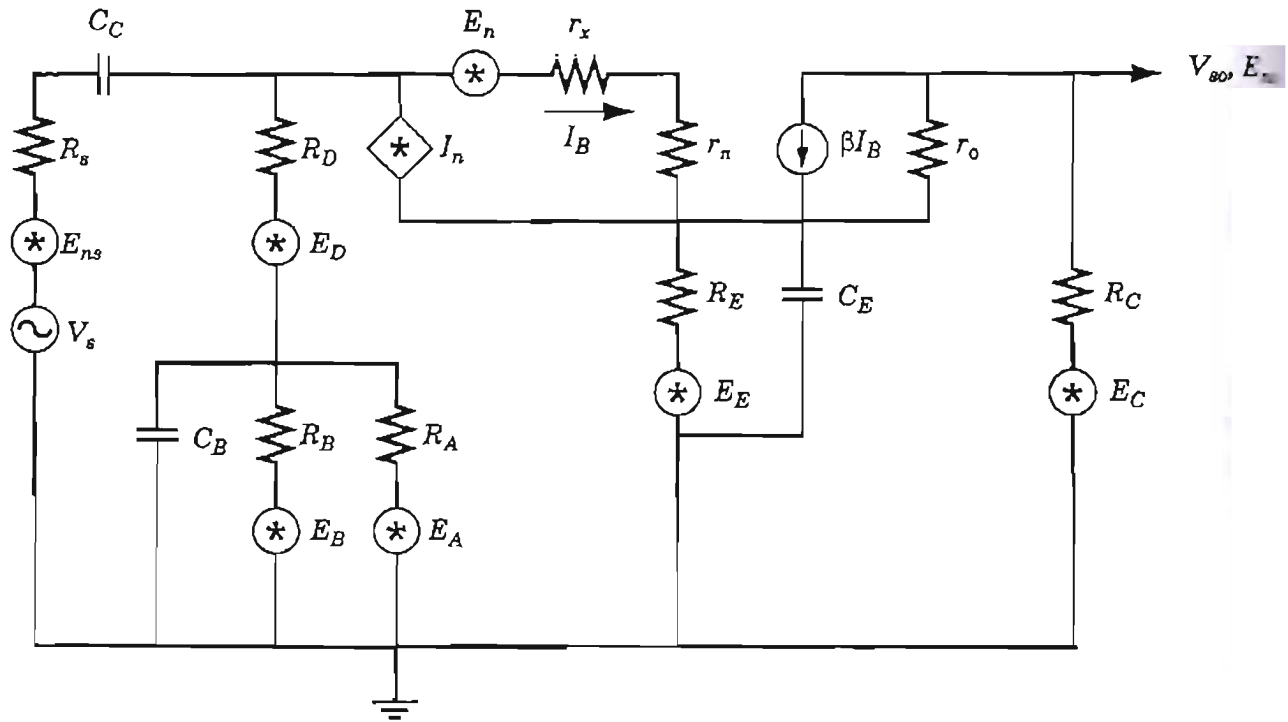 C_C
E_n
r_x
V_so, E
R_s
R_D
I_n
I_B
r_π
βI_B
r_o
E_ns
E_D
V_s
R_E
C_E
R_C
E_E
E_C
C_B
R_B
R_A
E_B
E_A